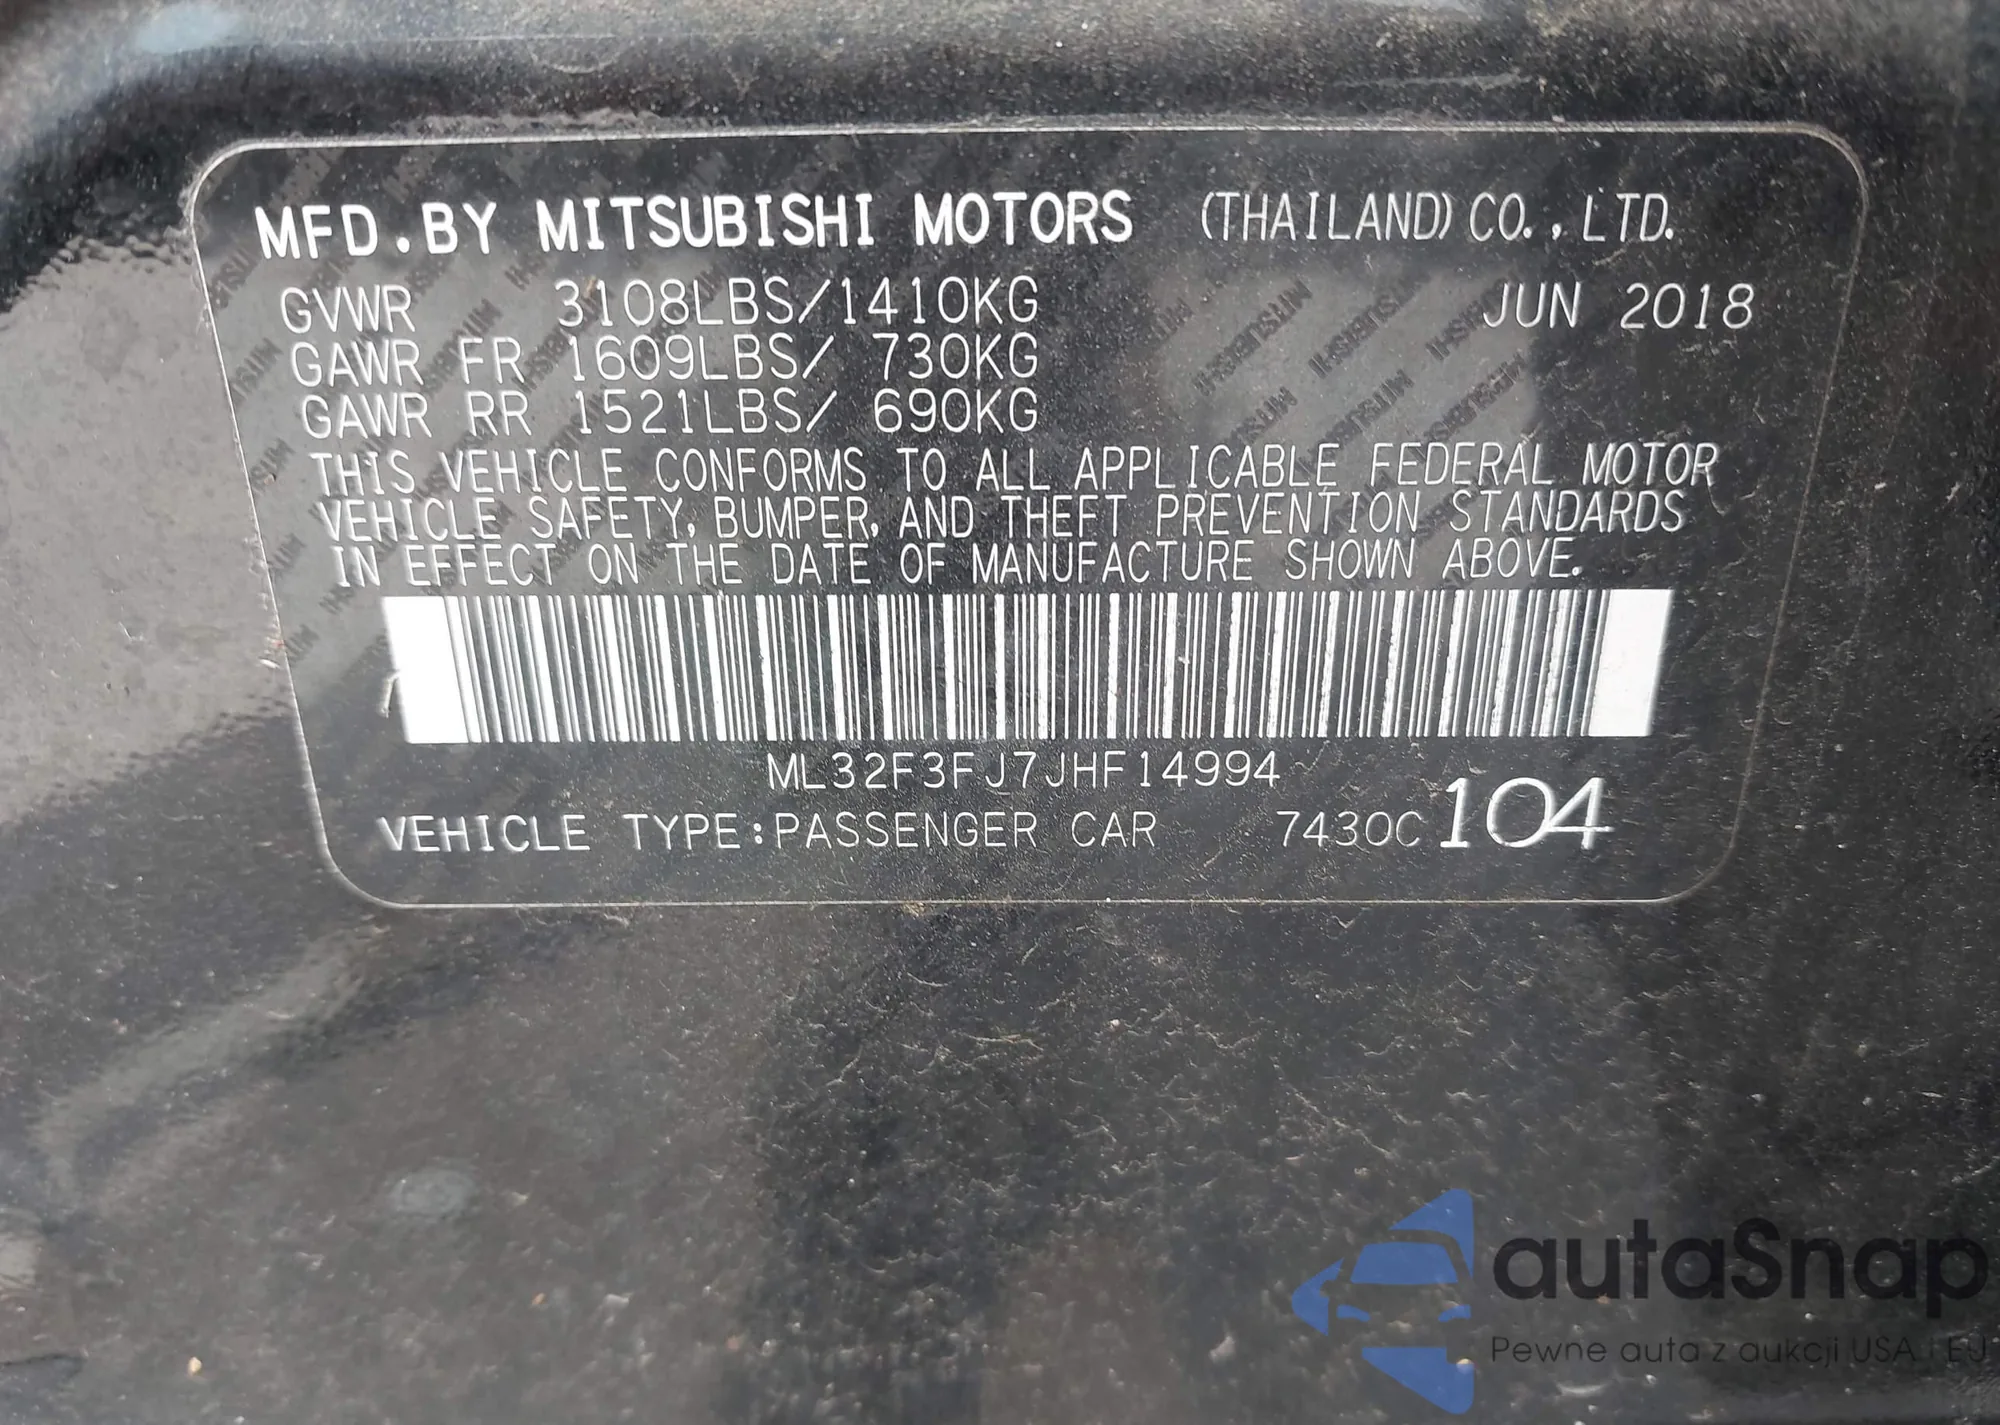 MFD.BY MITSUBISHI MOTORS (THAILAND) CO., LTD.
GVWR 3108LBS/1410KG JUN 2018
GAWR FR 1609LBS/ 730KG
GAWR RR 1521LBS/ 690KG
THIS VEHICLE CONFORMS TO ALL APPLICABLE FEDERAL MOTOR
VEHICLE SAFETY, BUMPER, AND THEFT PREVENTION STANDARDS
IN EFFECT ON THE DATE OF MANUFACTURE SHOWN ABOVE.
ML32F3FJ7JHF14994
VEHICLE TYPE:PASSENGER CAR 7430C 104
autaSnap
Pewne auta z aukcji USA i EU